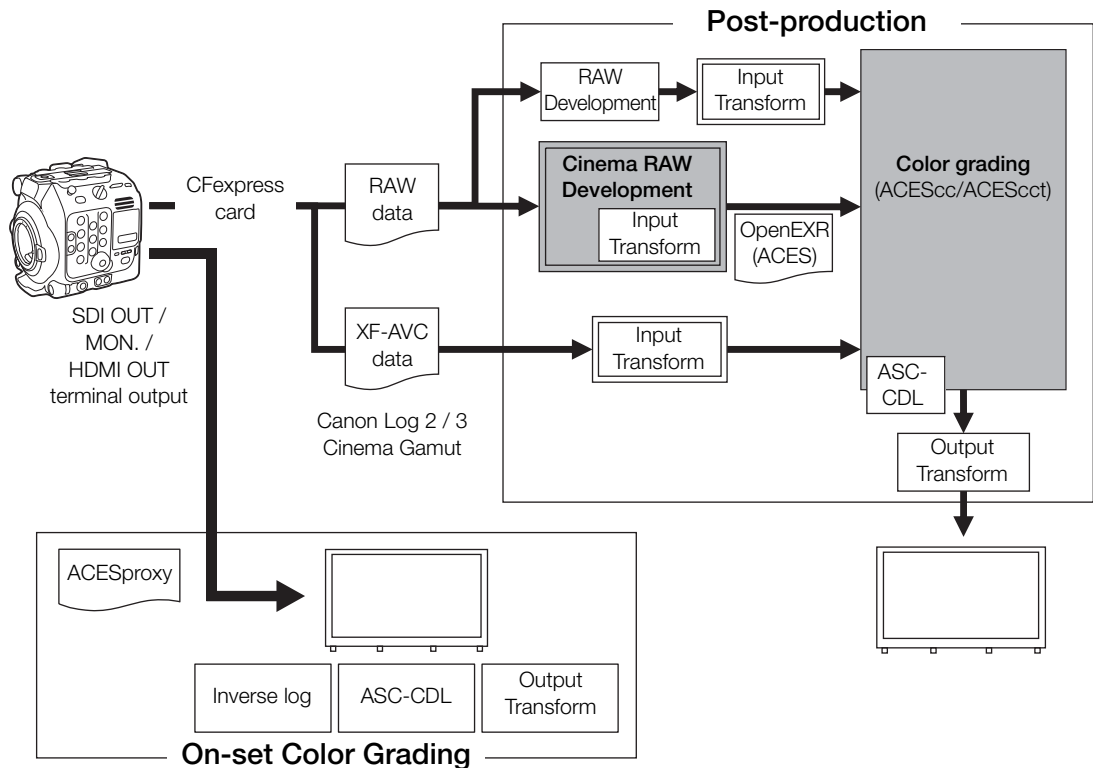 Post-production
RAW
Development
Input
Transform
CFexpress
card
RAW
data
Cinema RAW
Development
Input
Transform
OpenEXR
(ACES)
Color grading
(ACEScc/ACEScct)
SDI OUT /
MON. /
HDMI OUT
terminal output
XF-AVC
data
Input
Transform
ASC-
CDL
Canon Log 2 / 3
Cinema Gamut
Output
Transform
ACESproxy
Inverse log
ASC-CDL
Output
Transform
On-set Color Grading